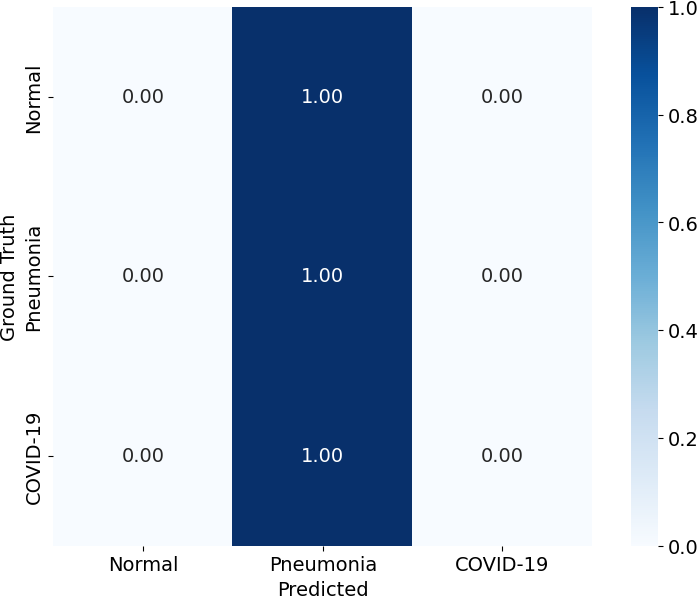 Ground Truth
Normal
0.00 1.00 0.00
Pneumonia
0.00 1.00 0.00
COVID-19
0.00 1.00 0.00
Normal Pneumonia COVID-19
Predicted
1.0
0.8
0.6
0.4
0.2
0.0